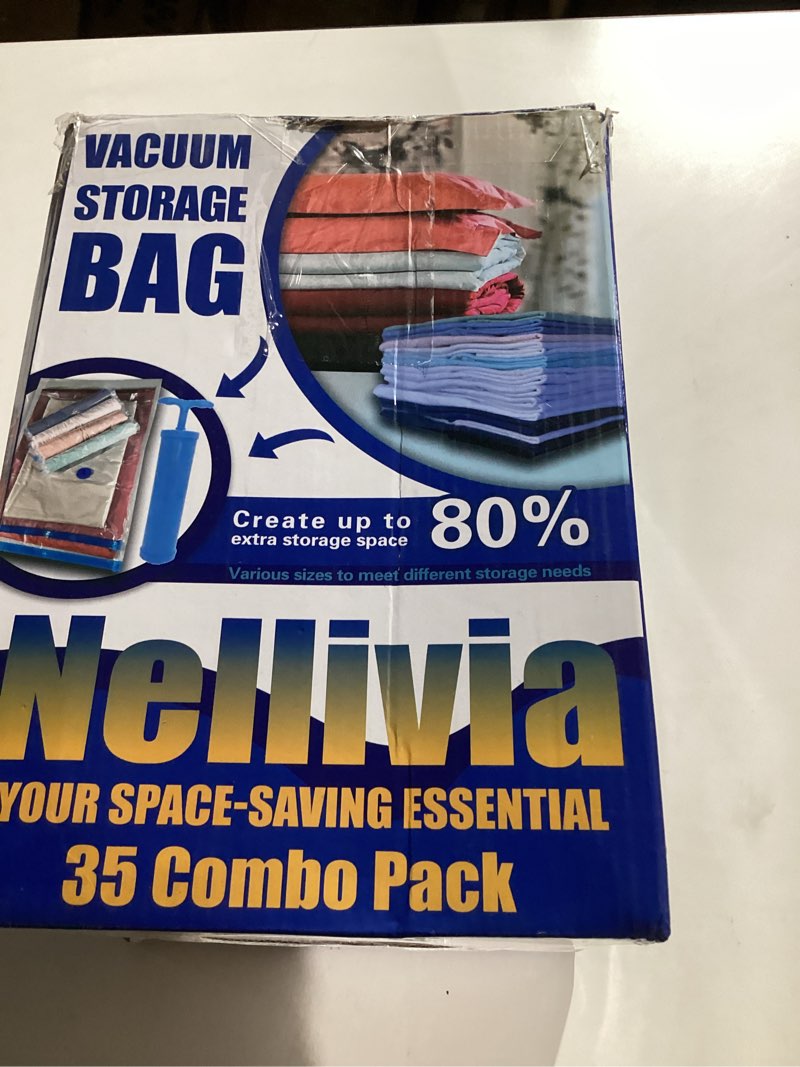 VACUUM
STORAGE
BAG
Create up to
extra storage space
80%
Various sizes to meet different storage needs
Nellivia
YOUR SPACE-SAVING ESSENTIAL
35 Combo Pack